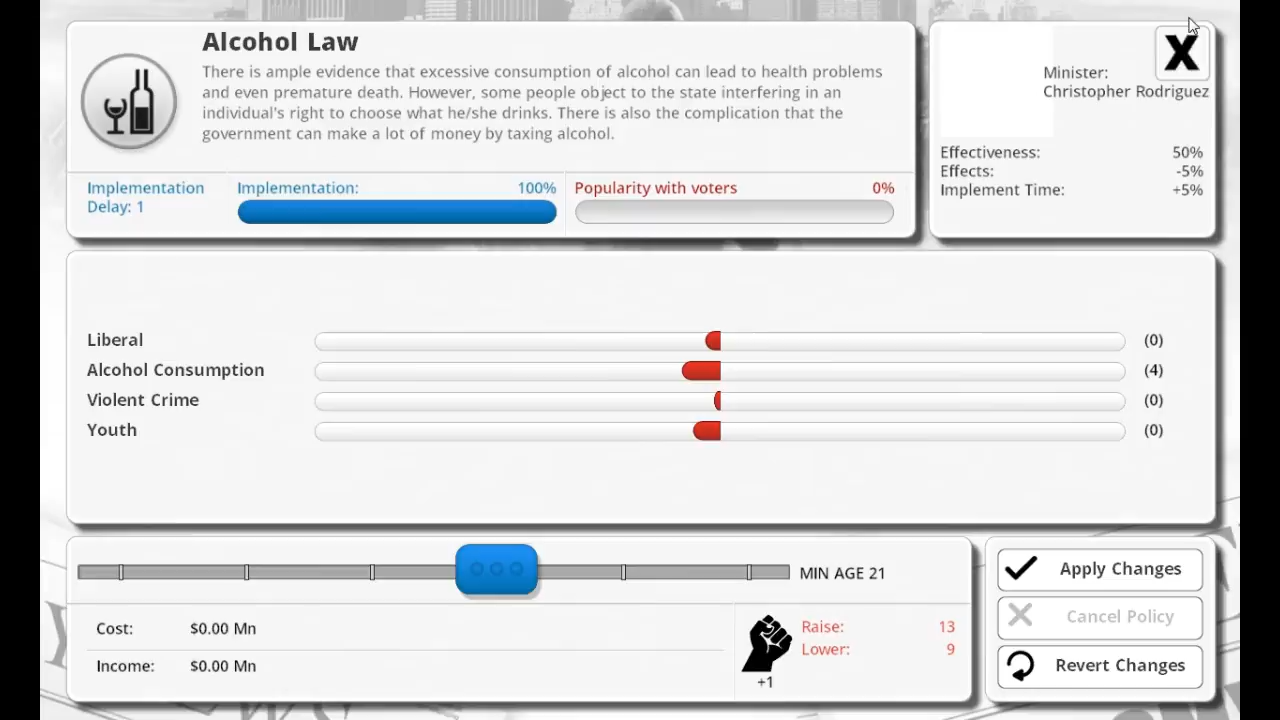 Alcohol Law
There is ample evidence that excessive consumption of alcohol can lead to health problems
and even premature death. However, some people object to the state interfering in an
individual's right to choose what he/she drinks. There is also the complication that the
government can make a lot of money by taxing alcohol.
Implementation
Delay: 1
Implementation: 100%
Popularity with voters 0%
X
Minister:
Christopher Rodriguez
Effectiveness: 50%
Effects: -5%
Implement Time: +5%
Liberal (0)
Alcohol Consumption (4)
Violent Crime (0)
Youth (0)
MIN AGE 21
Cost: $0.00 Mn
Income: $0.00 Mn
+1
Raise: 13
Lower: 9
Apply Changes
Cancel Policy
Revert Changes